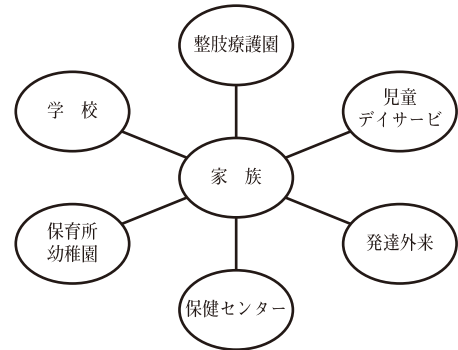 整肢療護園
学　校
児童
デイサービ
家　族
保育所
幼稚園
発達外来
保健センター